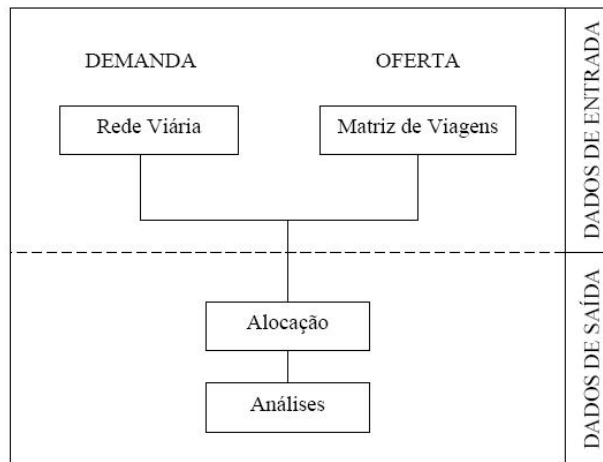 DEMANDA
OFERTA
Rede Viária
Matriz de Viagens
DADOS DE ENTRADA
Alocação
Análises
DADOS DE SAÍDA